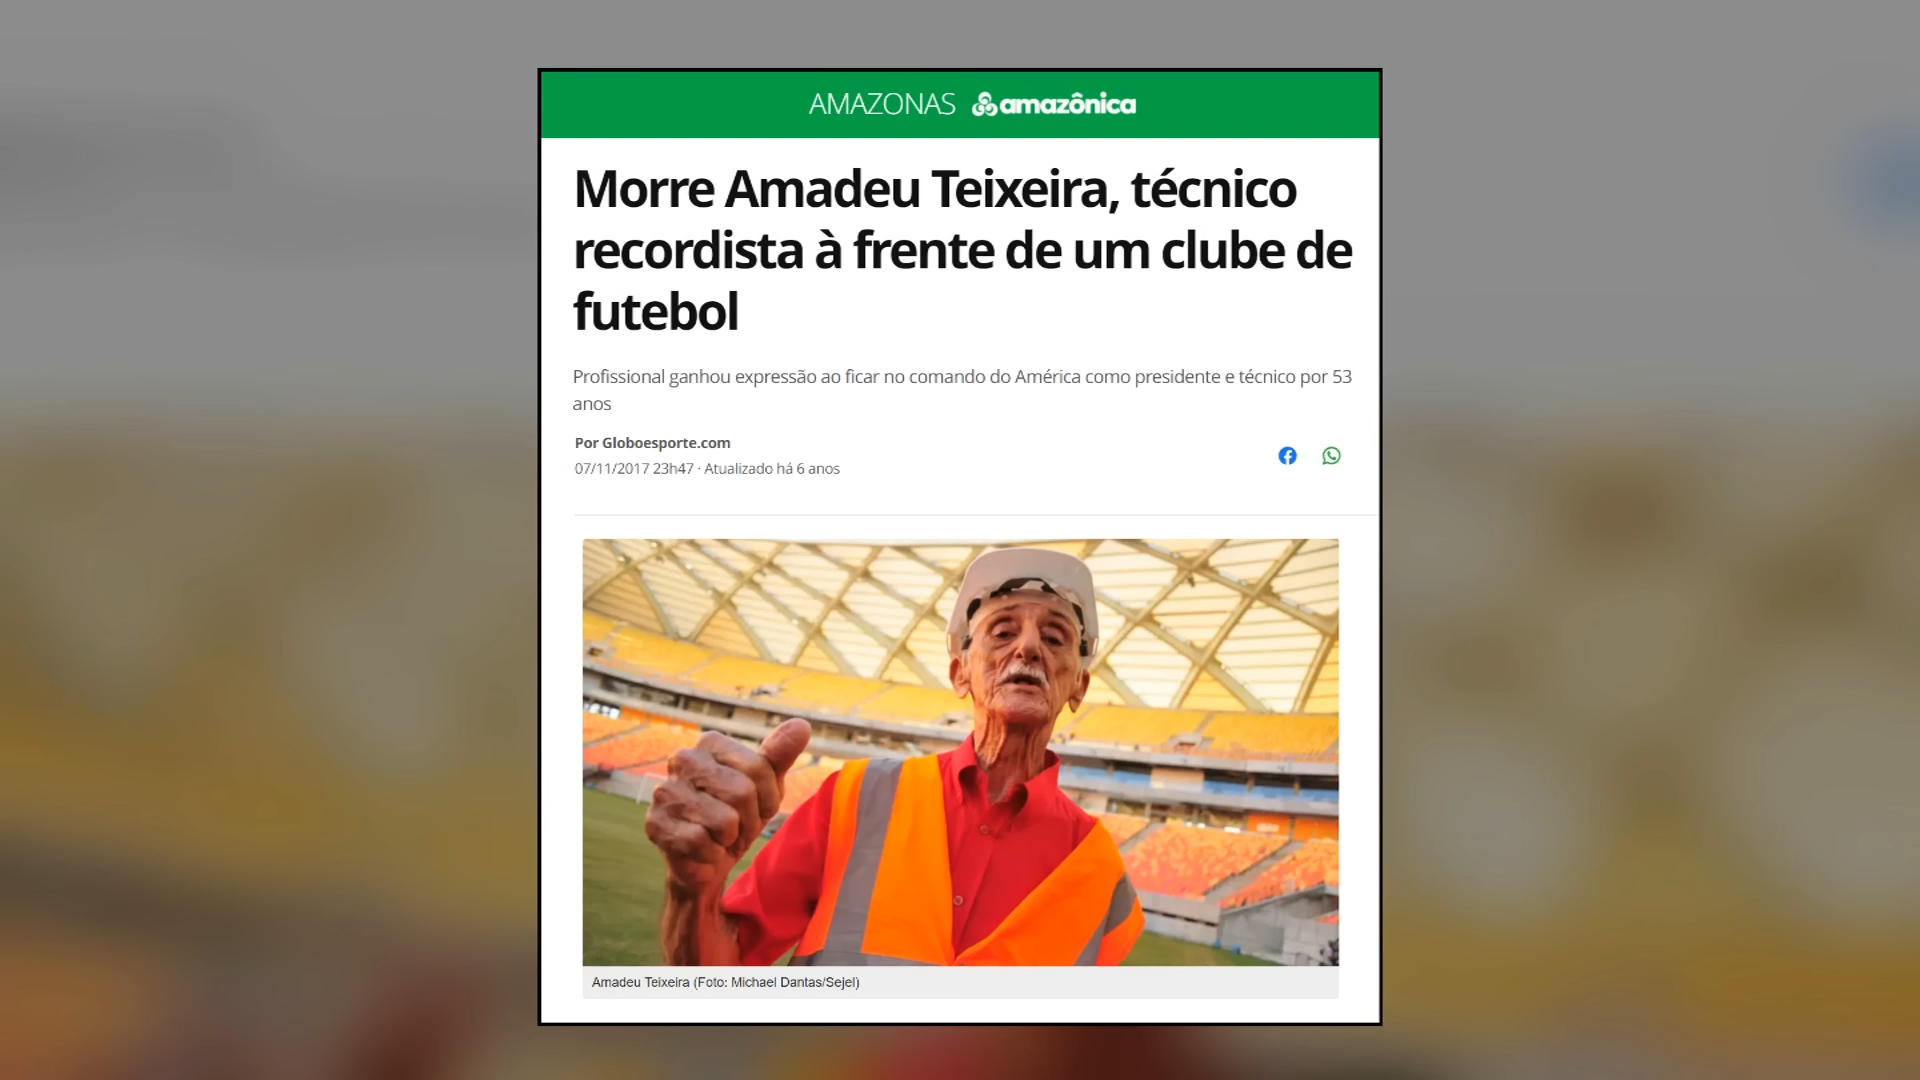 AMAZONAS amazônica
Morre Amadeu Teixeira, técnico
recordista à frente de um clube de
futebol
Profissional ganhou expressão ao ficar no comando do América como presidente e técnico por 53
anos
Por Globoesporte.com
07/11/2017 23h47 · Atualizado há 6 anos
Amadeu Teixeira (Foto: Michael Dantas/Sejel)